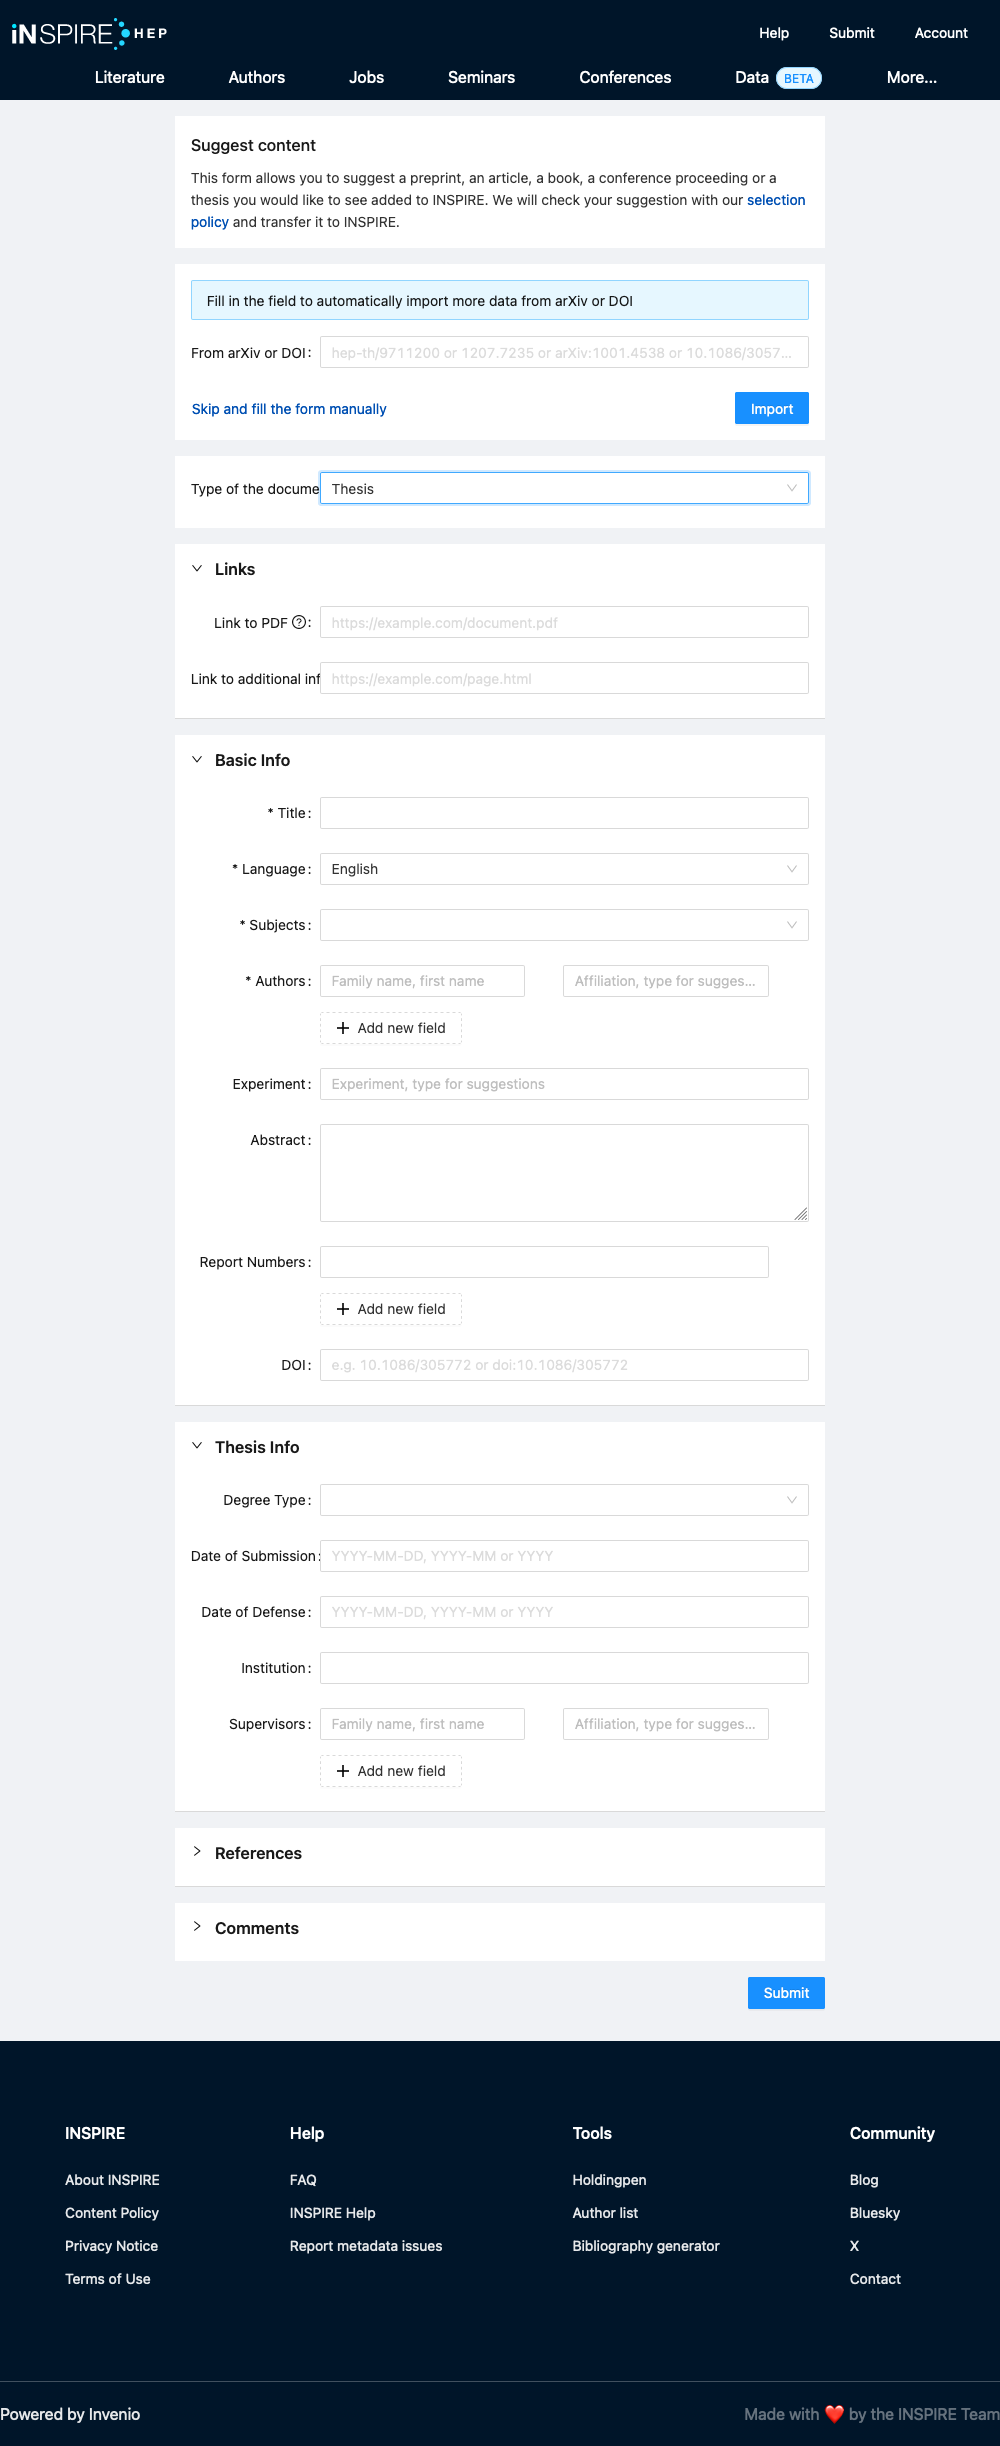 iNSPIRE HEP
Help Submit Account
Literature Authors Jobs Seminars Conferences Data BETA More...
Suggest content
This form allows you to suggest a preprint, an article, a book, a conference proceeding or a
thesis you would like to see added to INSPIRE. We will check your suggestion with our selection
policy and transfer it to INSPIRE.
Fill in the field to automatically import more data from arXiv or DOI
From arXiv or DOI: hep-th/9711200 or 1207.7235 or arXiv:1001.4538 or 10.1086/3057...
Skip and fill the form manually Import
Type of the docume Thesis
Links
Link to PDF ?: https://example.com/document.pdf
Link to additional inf https://example.com/page.html
Basic Info
* Title:
* Language: English
* Subjects:
* Authors: Family name, first name Affiliation, type for sugges...
+ Add new field
Experiment: Experiment, type for suggestions
Abstract:
Report Numbers:
+ Add new field
DOI: e.g. 10.1086/305772 or doi:10.1086/305772
Thesis Info
Degree Type:
Date of Submission: YYYY-MM-DD, YYYY-MM or YYYY
Date of Defense: YYYY-MM-DD, YYYY-MM or YYYY
Institution:
Supervisors: Family name, first name Affiliation, type for sugges...
+ Add new field
References
Comments
Submit
INSPIRE Help Tools Community
About INSPIRE FAQ Holdingpen Blog
Content Policy INSPIRE Help Author list Bluesky
Privacy Notice Report metadata issues Bibliography generator X
Terms of Use Contact
Powered by Invenio Made with ❤️ by the INSPIRE Team